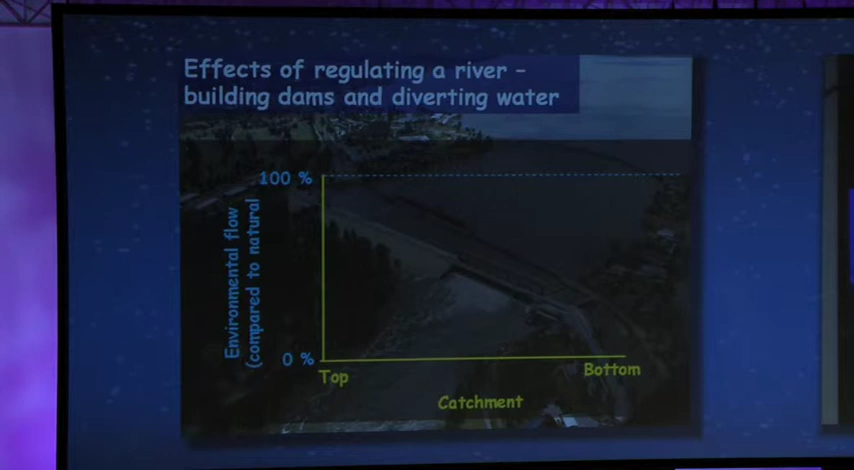 Effects of regulating a river -
building dams and diverting water
100 %
Environmental flow
(compared to natural
0 %
Top
Bottom
Catchment